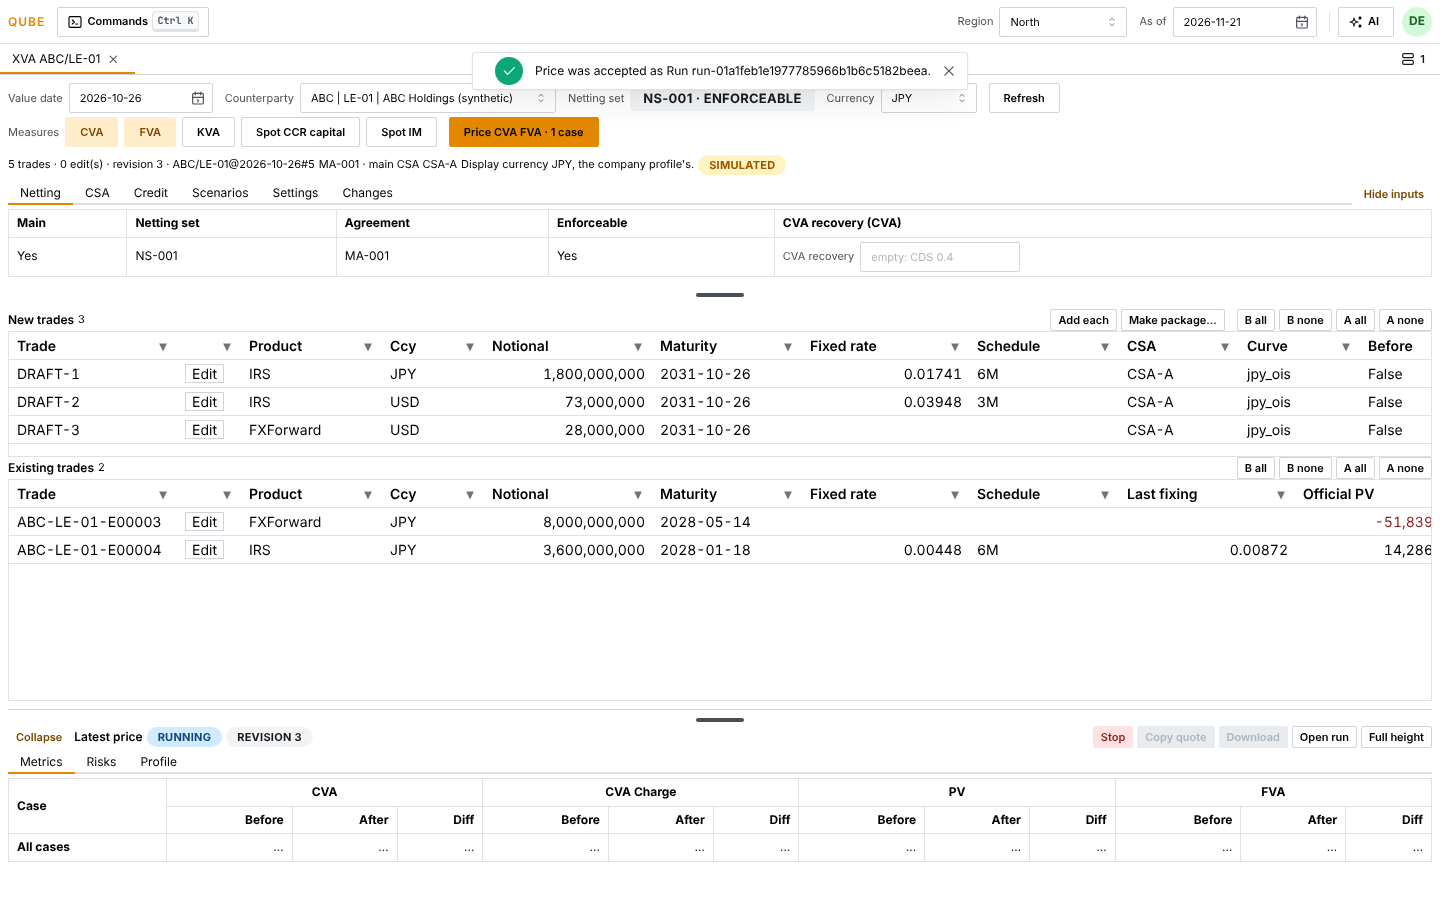 QUBE Commands Ctrl K Region North As of 2026-11-21 AI DE
XVA ABC/LE-01 1
Price was accepted as Run run-01a1feb1e1977785966b1b6c5182beea.
Value date 2026-10-26 Counterparty ABC | LE-01 | ABC Holdings (synthetic) Netting set NS-001 · ENFORCEABLE Currency JPY Refresh
Measures CVA FVA KVA Spot CCR capital Spot IM Price CVA FVA · 1 case
5 trades · 0 edit(s) · revision 3 · ABC/LE-01@2026-10-26#5 MA-001 · main CSA CSA-A Display currency JPY, the company profile's. SIMULATED
Netting CSA Credit Scenarios Settings Changes Hide inputs
Main Netting set Agreement Enforceable CVA recovery (CVA)
Yes NS-001 MA-001 Yes CVA recovery empty: CDS 0.4
New trades 3 Add each Make package... B all B none A all A none
Trade Product Ccy Notional Maturity Fixed rate Schedule CSA Curve Before
DRAFT-1 Edit IRS JPY 1,800,000,000 2031-10-26 0.01741 6M CSA-A jpy_ois False
DRAFT-2 Edit IRS USD 73,000,000 2031-10-26 0.03948 3M CSA-A jpy_ois False
DRAFT-3 Edit FXForward USD 28,000,000 2031-10-26 CSA-A jpy_ois False
Existing trades 2 B all B none A all A none
Trade Product Ccy Notional Maturity Fixed rate Schedule Last fixing Official PV
ABC-LE-01-E00003 Edit FXForward JPY 8,000,000,000 2028-05-14 -51,839
ABC-LE-01-E00004 Edit IRS JPY 3,600,000,000 2028-01-18 0.00448 6M 0.00872 14,286
Collapse Latest price RUNNING REVISION 3 Stop Copy quote Download Open run Full height
Metrics Risks Profile
Case CVA CVA Charge PV FVA
Before After Diff Before After Diff Before After Diff Before After Diff
All cases ... ... ... ... ... ... ... ... ... ... ... ...